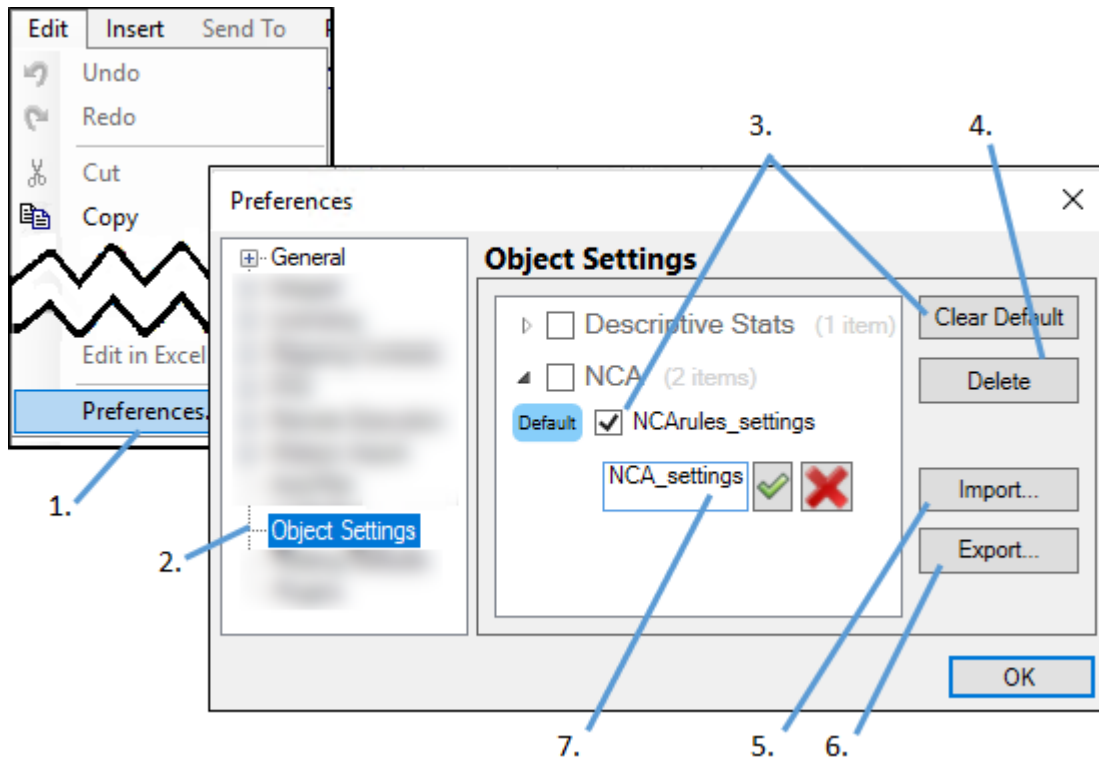 Edit Insert Send To
Undo
Redo
Cut
Copy
Edit in Excel
Preferences.
1.
2.
3.
4.
Preferences
General
Object Settings
Object Settings
Descriptive Stats (1 item)
NCA (2 items)
Default NCArules_settings
NCA_settings
Clear Default
Delete
Import...
Export...
OK
7.
5.
6.